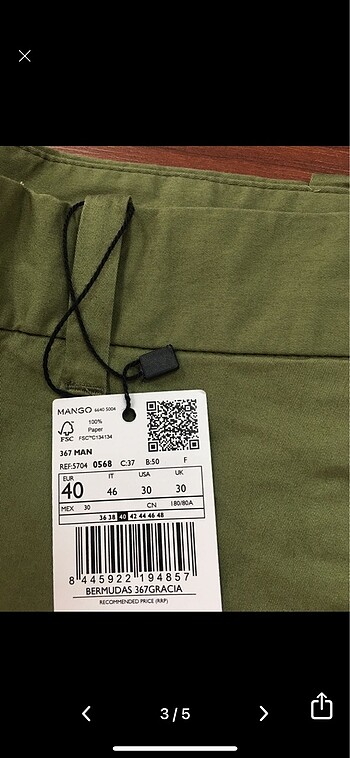 MANGO 6640 5004
100%
Paper
FSC
FSC®C134134
367 MAN
REF:5704 0568 C:37 B:50 F
EUR IT USA UK
40 46 30 30
MEX 30 CN 180/80A
36 38 40 42 44 46 48
8 445922 194857
BERMUDAS 367GRACIA
RECOMMENDED PRICE (RRP)
3/5